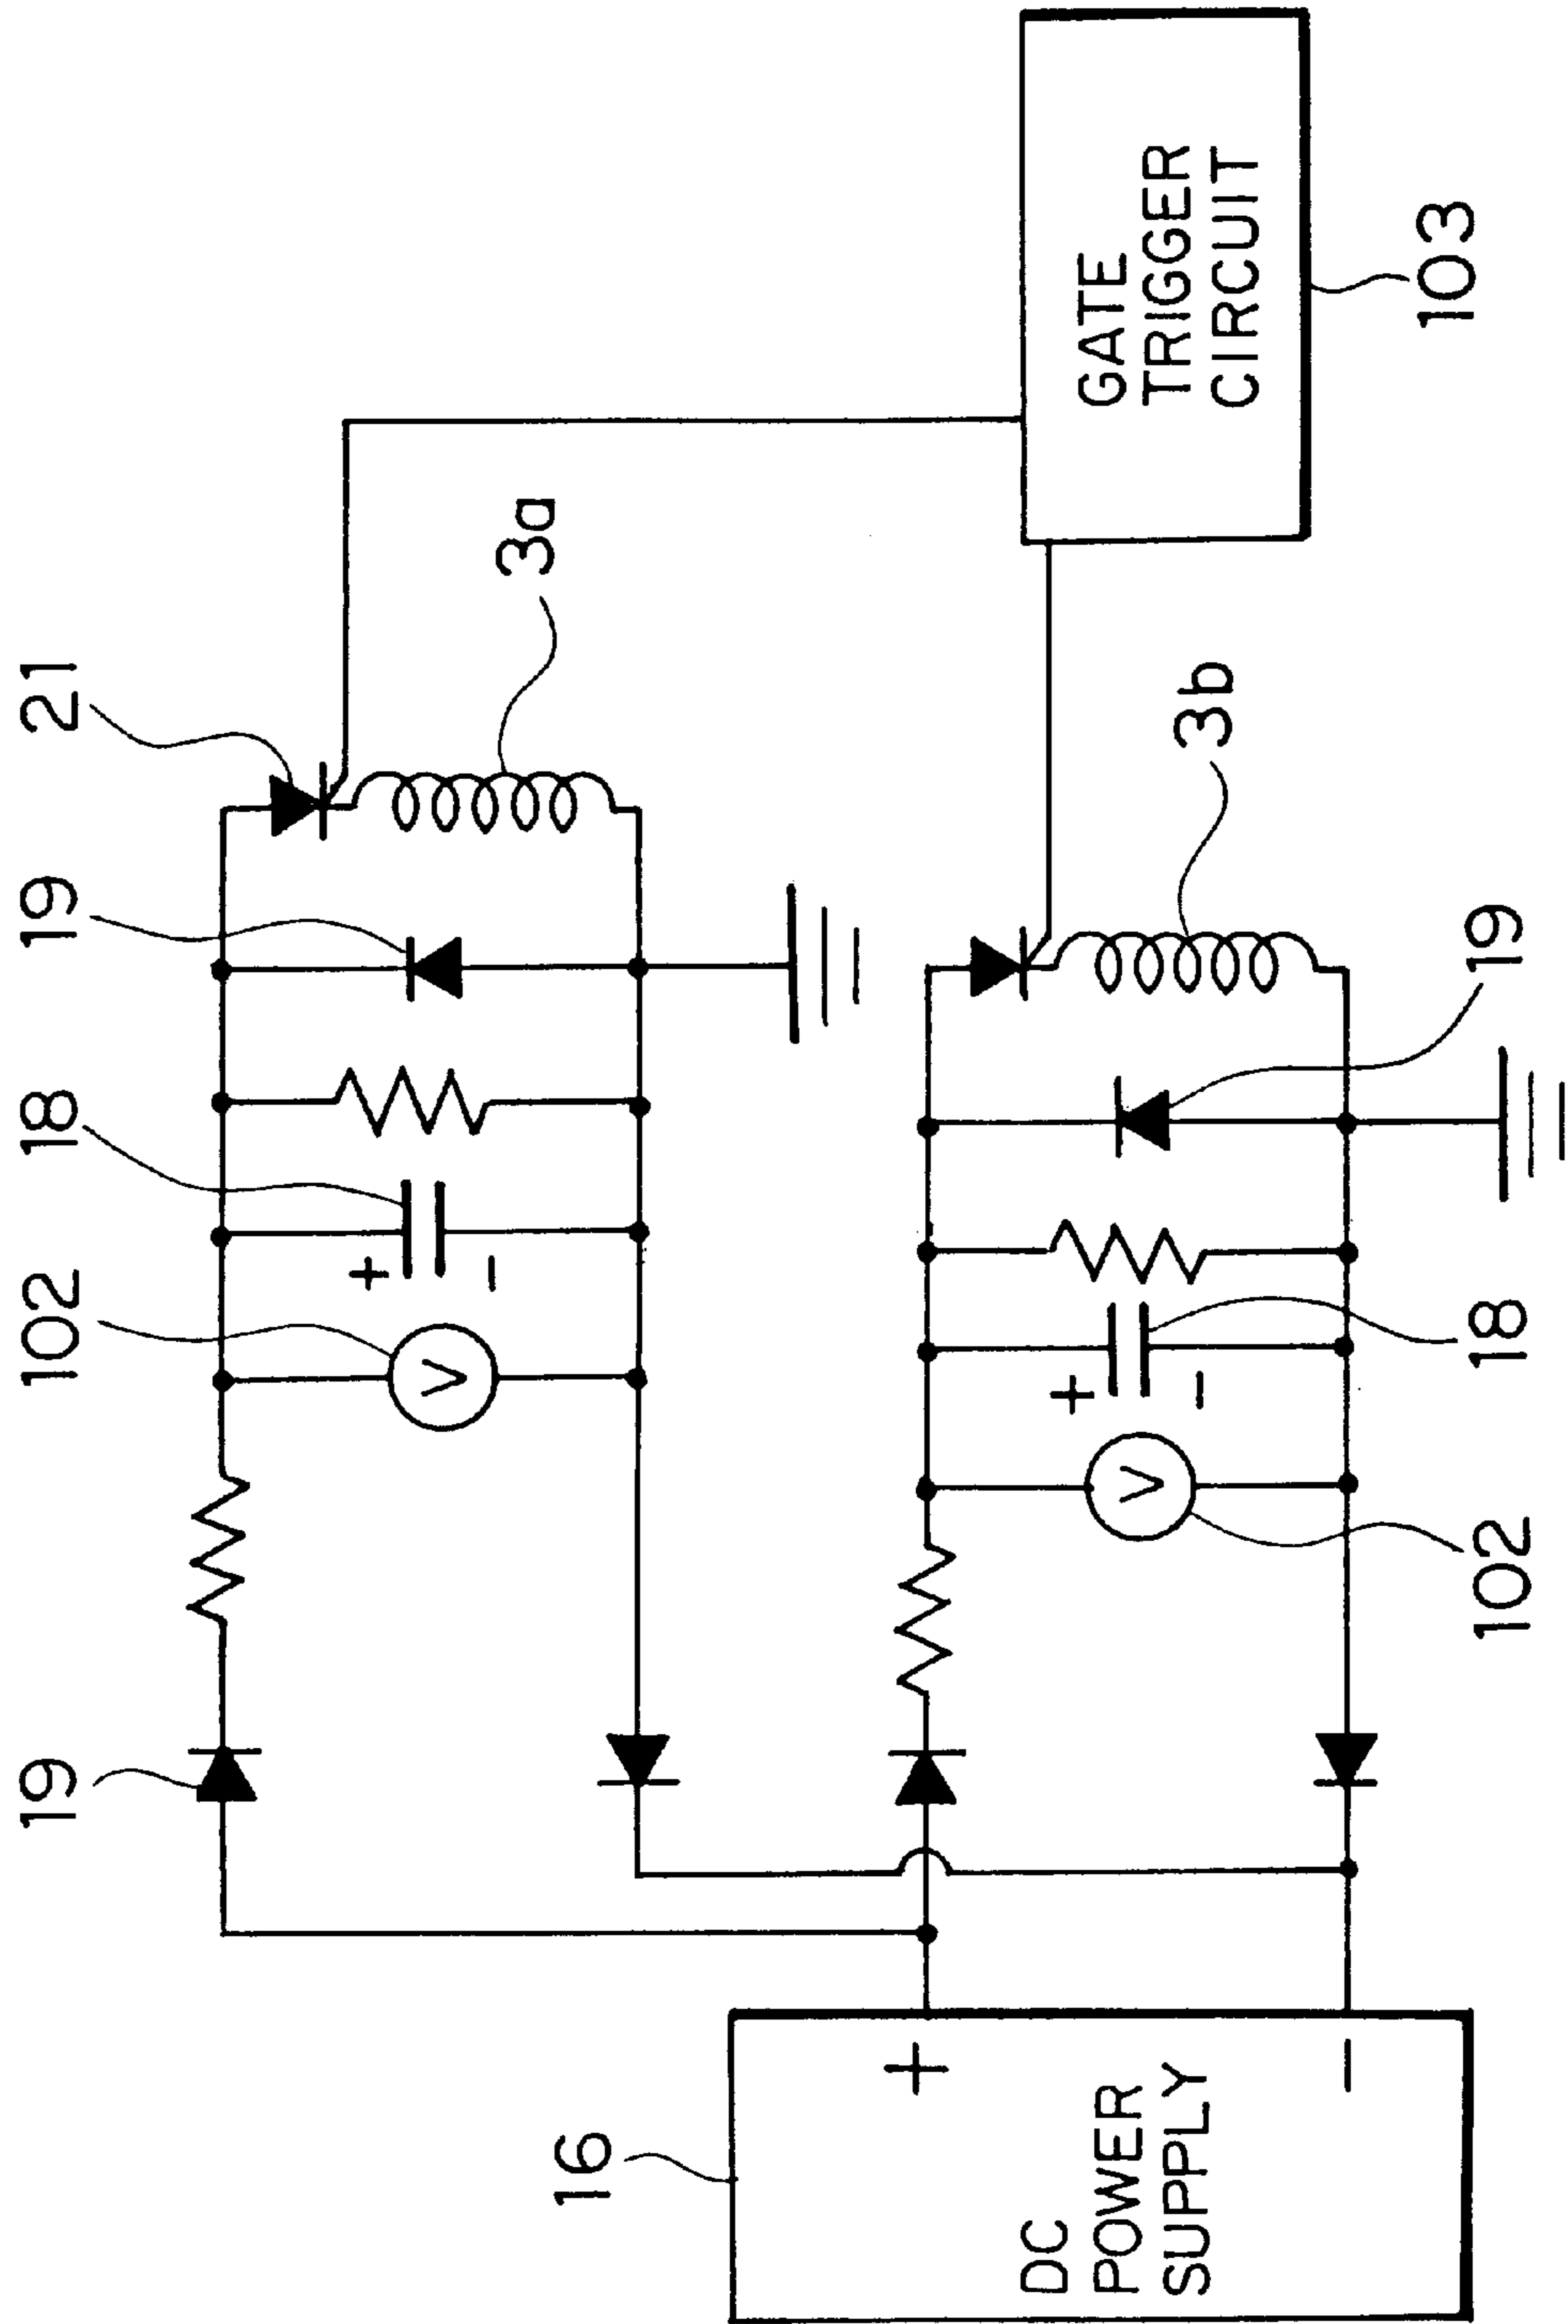 19
102
18
19
21
+
V
-
3a
16
DC
POWER
SUPPLY
+
-
V
+
-
3b
GATE
TRIGGER
CIRCUIT
102
18
19
103